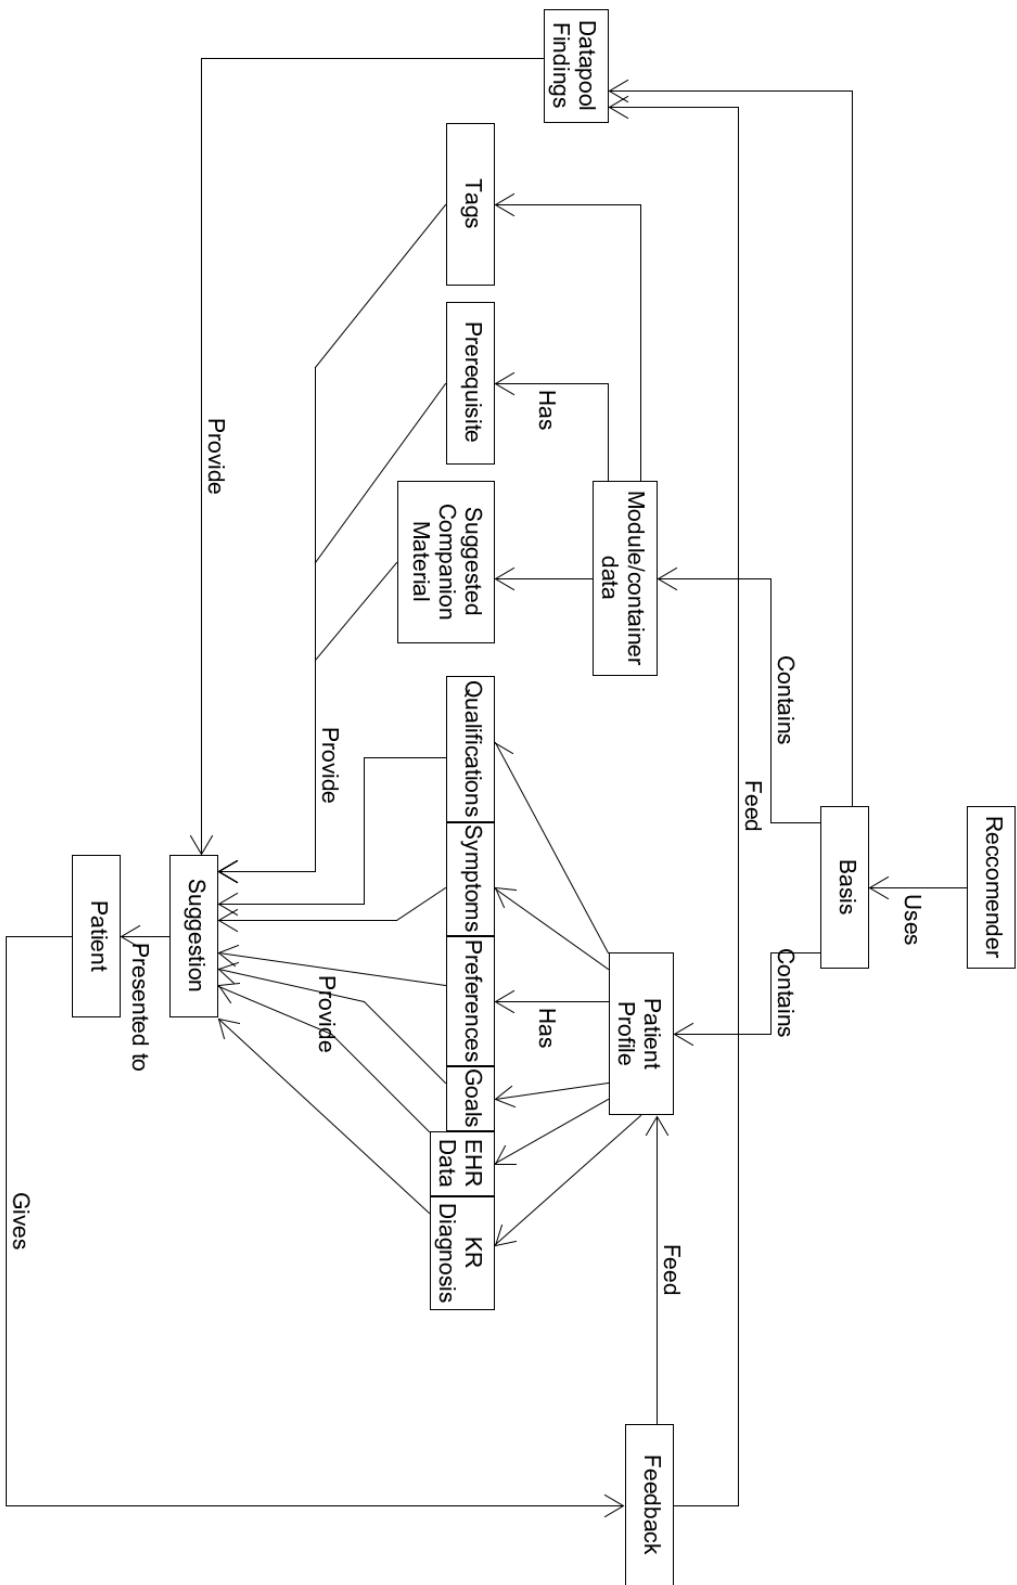 Reccomender
Uses
Basis
Contains
Contains
Feed
Datapool
Findings
Module/container
data
Patient
Profile
Feed
Feedback
Has
Has
Tags
Prerequisite
Suggested
Companion
Material
Qualifications
Symptoms
Preferences
Goals
EHR
Data
KR
Diagnosis
Provide
Provide
Provide
Suggestion
Presented to
Patient
Gives